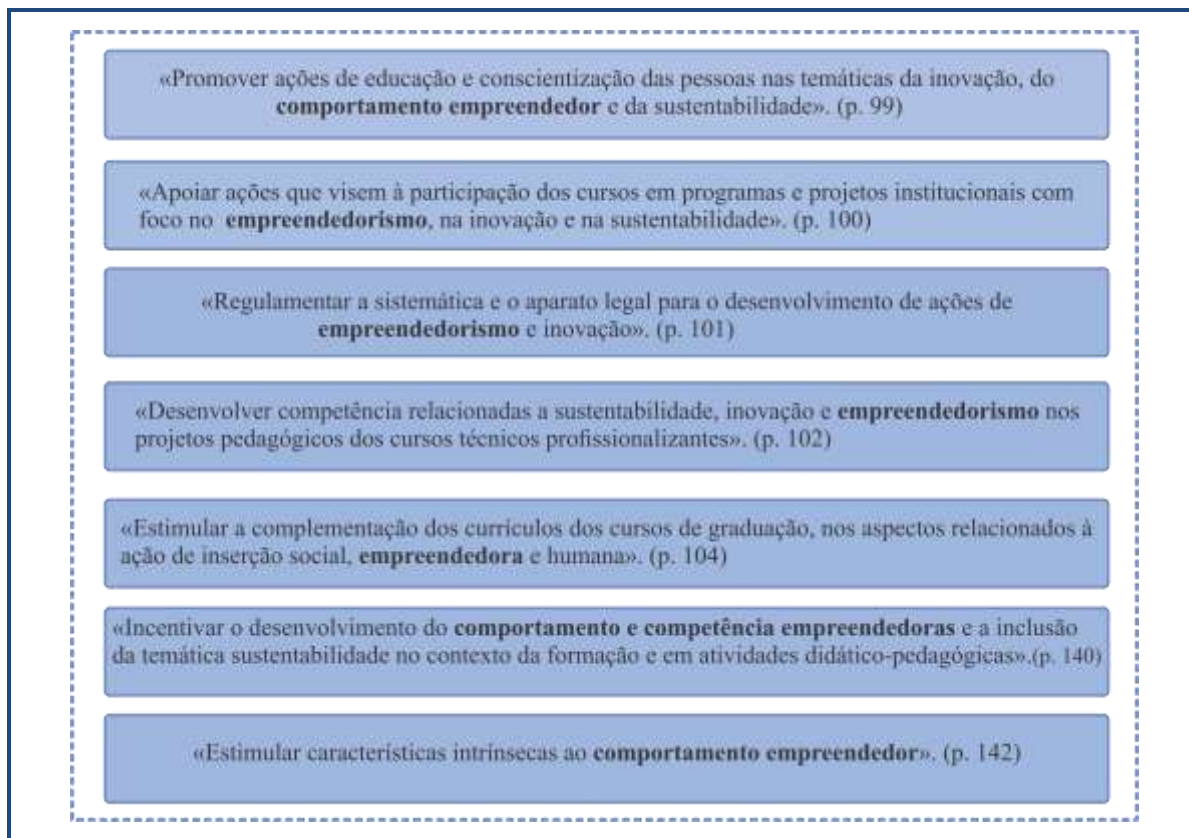 «Promover ações de educação e conscientização das pessoas nas temáticas da inovação, do
comportamento empreendedor e da sustentabilidade». (p. 99)
«Apoiar ações que visem à participação dos cursos em programas e projetos institucionais com
foco no empreendedorismo, na inovação e na sustentabilidade». (p. 100)
«Regulamentar a sistemática e o aparato legal para o desenvolvimento de ações de
empreendedorismo e inovação». (p. 101)
«Desenvolver competência relacionadas a sustentabilidade, inovação e empreendedorismo nos
projetos pedagógicos dos cursos técnicos profissionalizantes». (p. 102)
«Estimular a complementação dos currículos dos cursos de graduação, nos aspectos relacionados à
ação de inserção social, empreendedora e humana». (p. 104)
«Incentivar o desenvolvimento do comportamento e competência empreendedoras e a inclusão
da temática sustentabilidade no contexto da formação e em atividades didático-pedagógicas».(p. 140)
«Estimular características intrínsecas ao comportamento empreendedor». (p. 142)